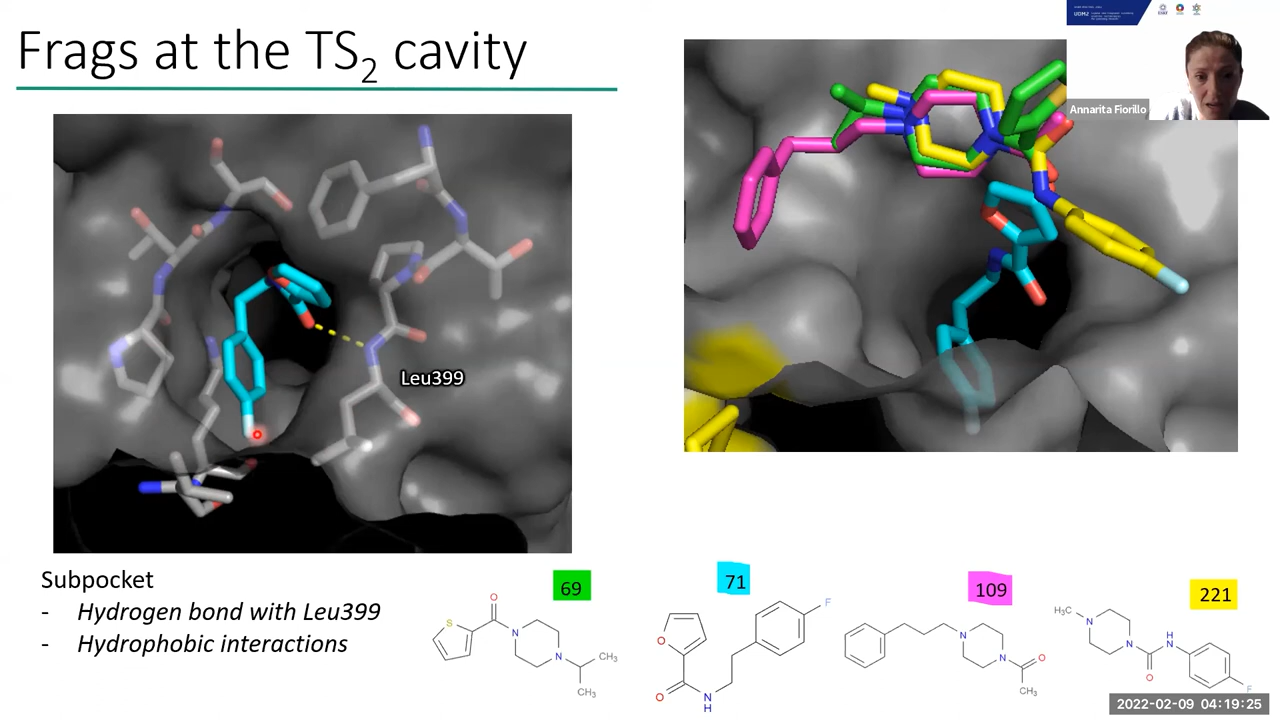 Frags at the TS2 cavity
Annarita Fiorillo
Leu399
Subpocket
- Hydrogen bond with Leu399
- Hydrophobic interactions
69
71
109
221
O
S
N
N
CH3
CH3
F
O
O
N
H
N
N
O
CH3
H3C
N
N
O
H
N
F
2022-02-09 04:19:25